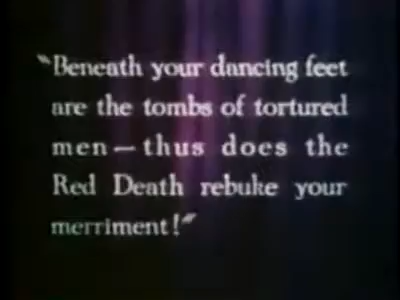 "Beneath your dancing feet
are the tombs of tortured
men—thus does the
Red Death rebuke your
merriment!"